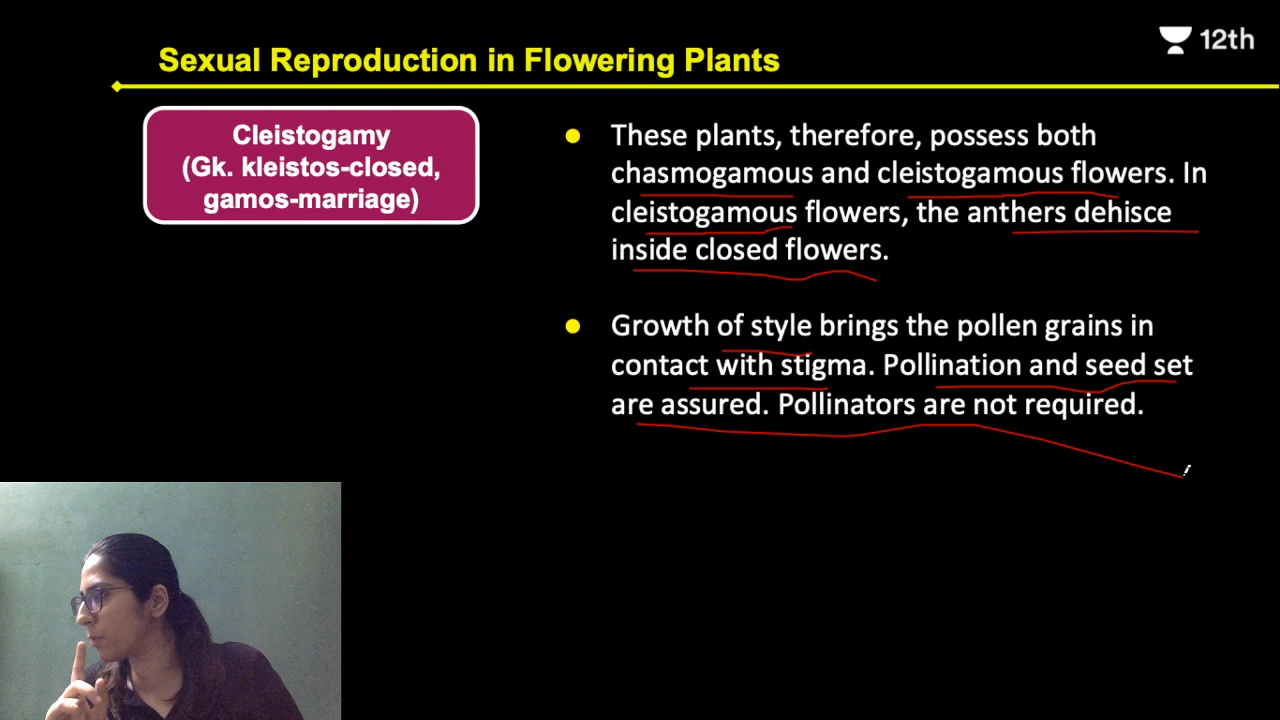 12th
Sexual Reproduction in Flowering Plants
Cleistogamy
(Gk. kleistos-closed,
gamos-marriage)
These plants, therefore, possess both
chasmogamous and cleistogamous flowers. In
cleistogamous flowers, the anthers dehisce
inside closed flowers.
Growth of style brings the pollen grains in
contact with stigma. Pollination and seed set
are assured. Pollinators are not required.